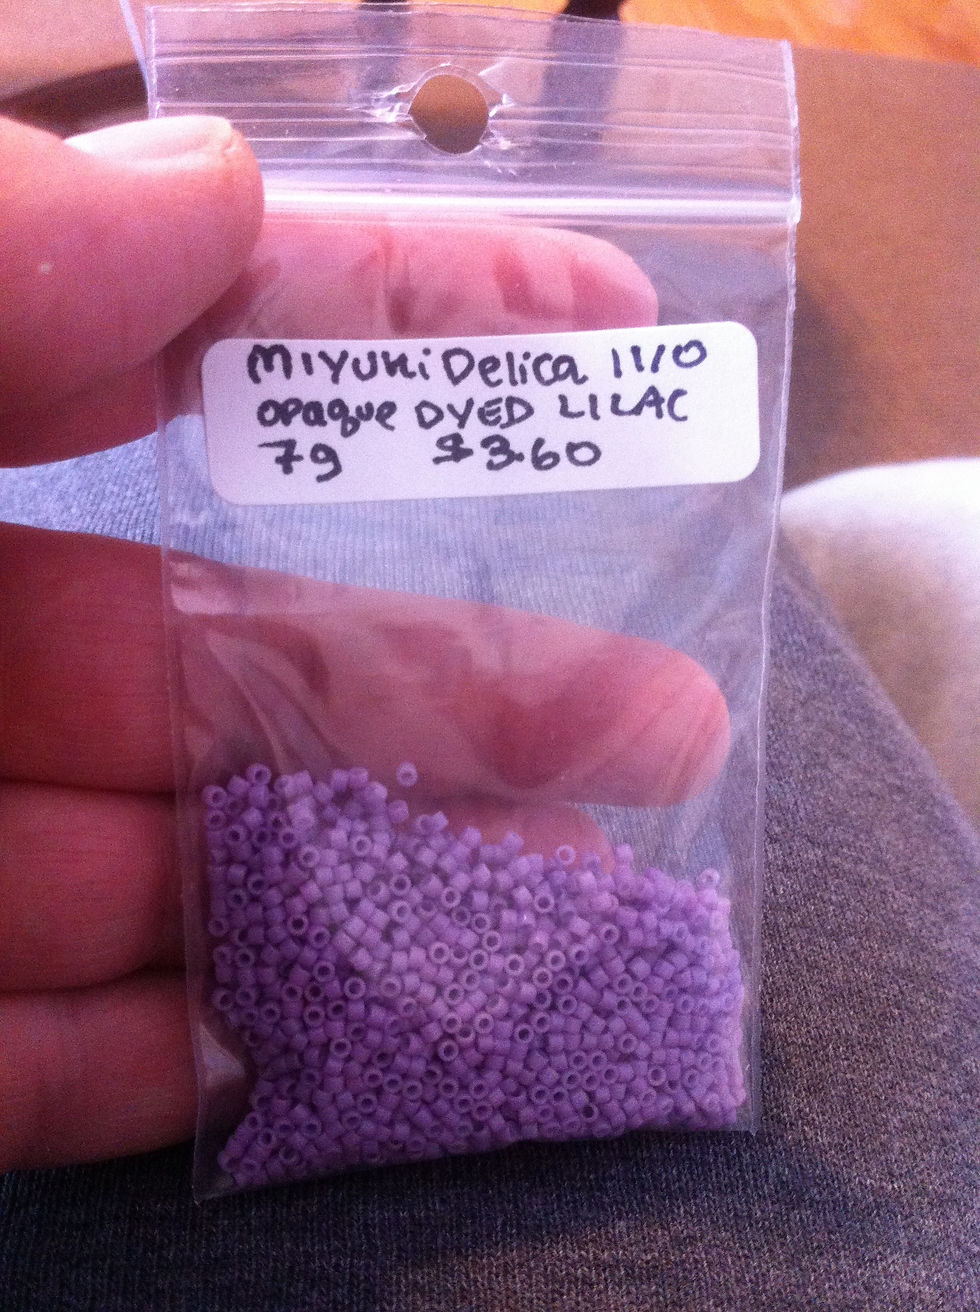 MIYUKi Delica 11/0
opaque DYED LILAC
7g $3.60